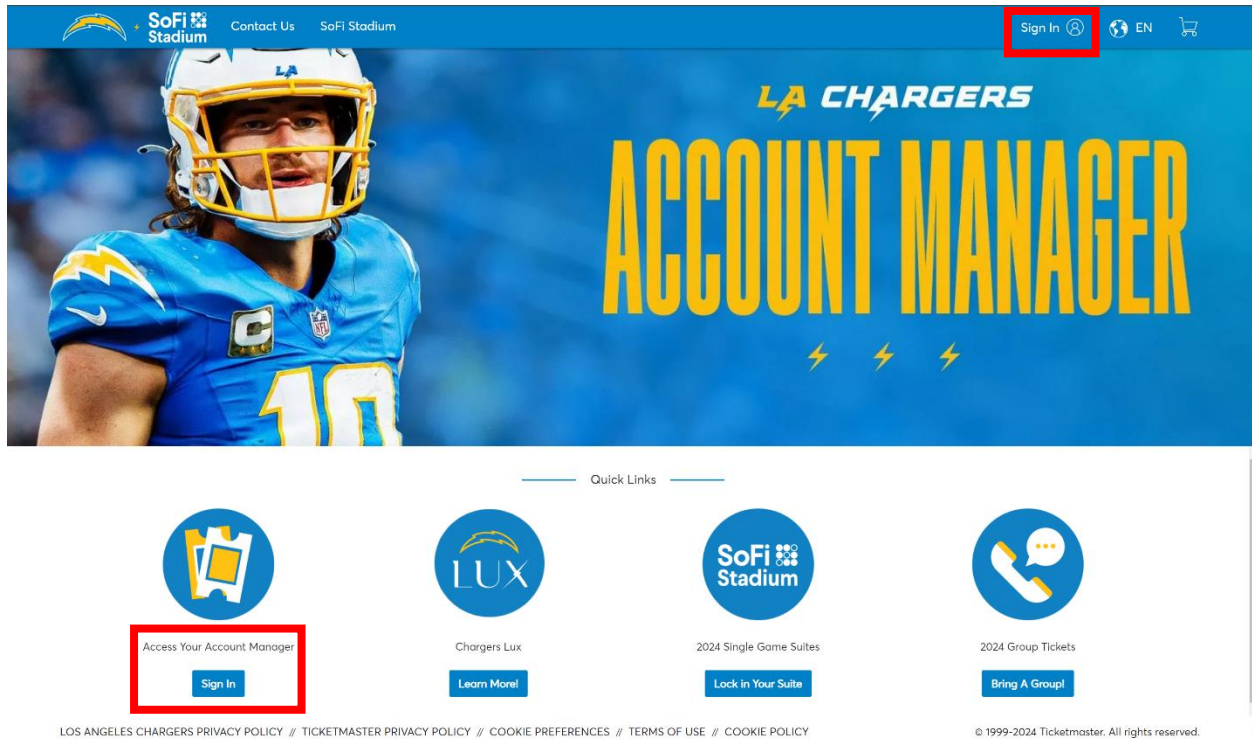 SoFi Stadium Contact Us SoFi Stadium Sign In EN
LA CHARGERS
ACCOUNT MANAGER
LA
C
NFL
10
Quick Links
LUX
SoFi
Stadium
Access Your Account Manager
Sign In
Chargers Lux
Learn More!
2024 Single Game Suites
Lock in Your Suite
2024 Group Tickets
Bring A Group!
LOS ANGELES CHARGERS PRIVACY POLICY // TICKETMASTER PRIVACY POLICY // COOKIE PREFERENCES // TERMS OF USE // COOKIE POLICY
© 1999-2024 Ticketmaster. All rights reserved.